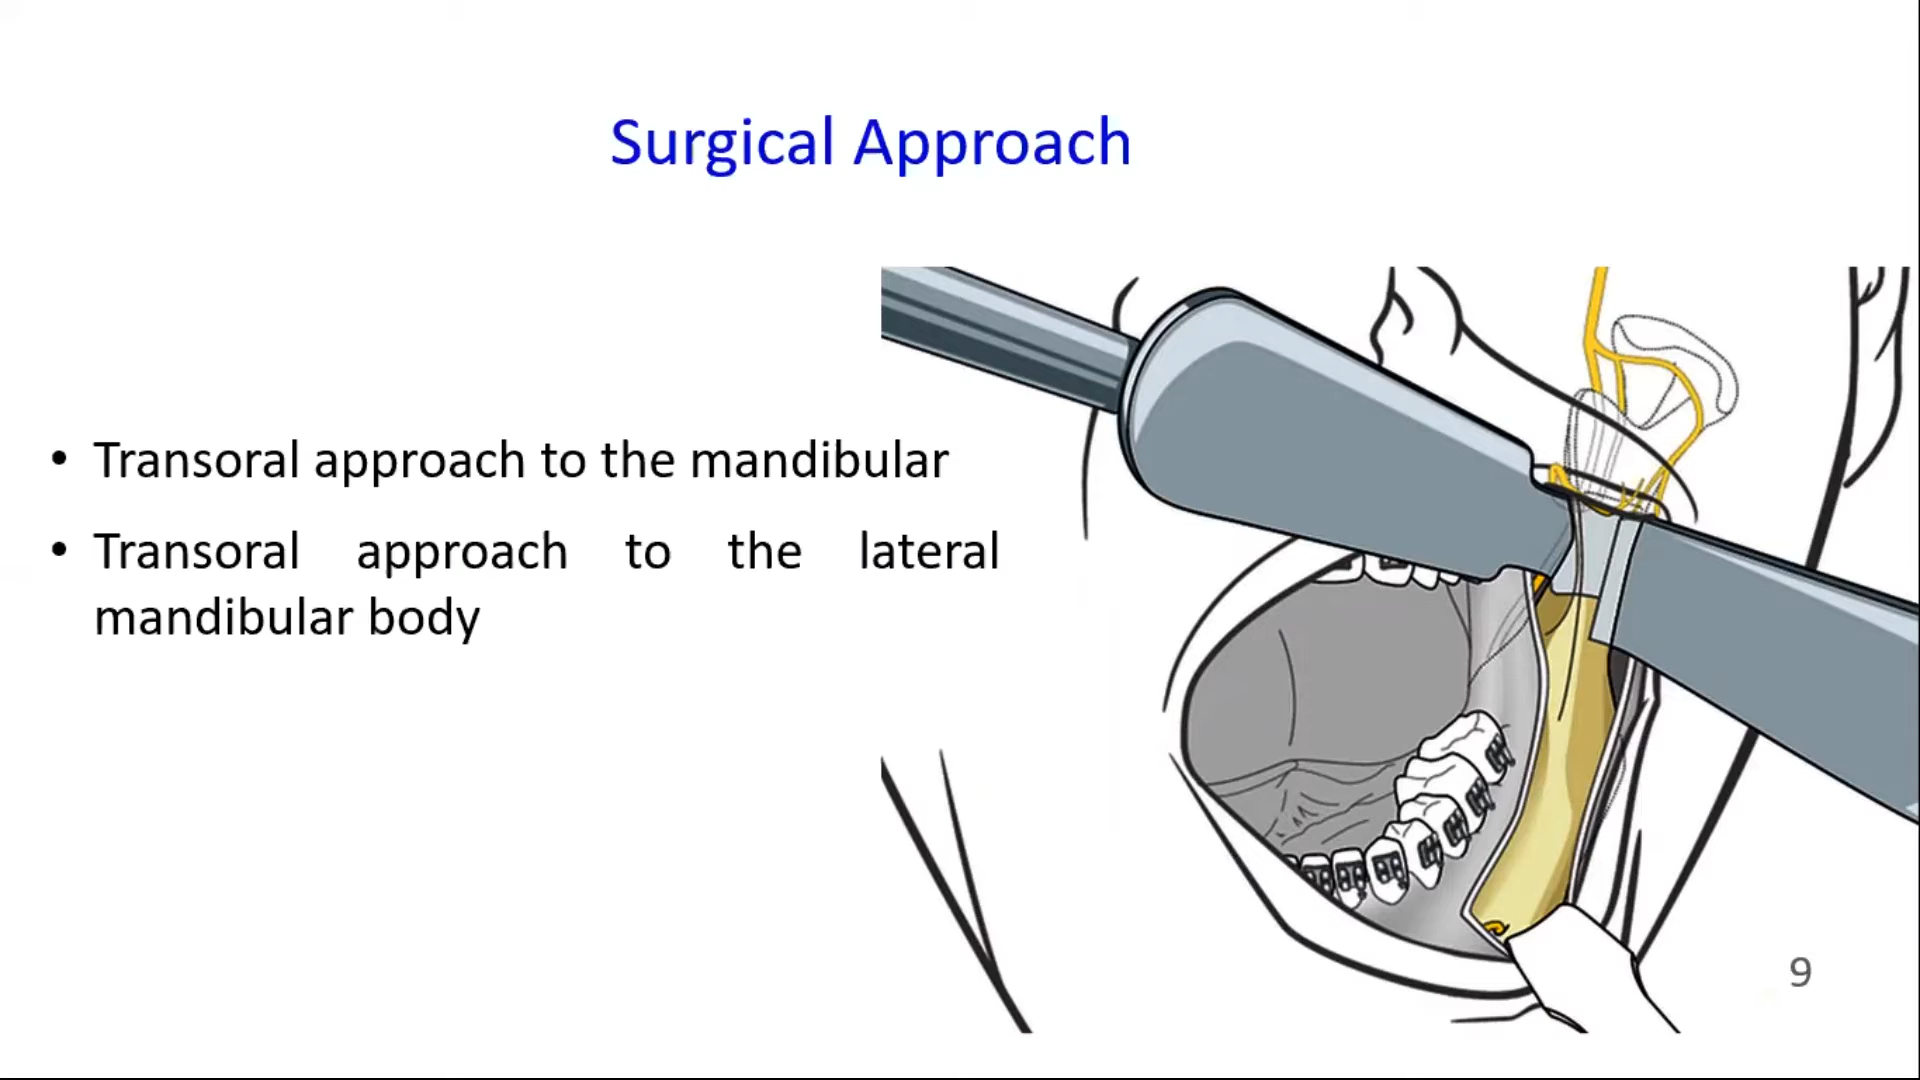 Surgical Approach
• Transoral approach to the mandibular
• Transoral approach to the lateral
mandibular body
9